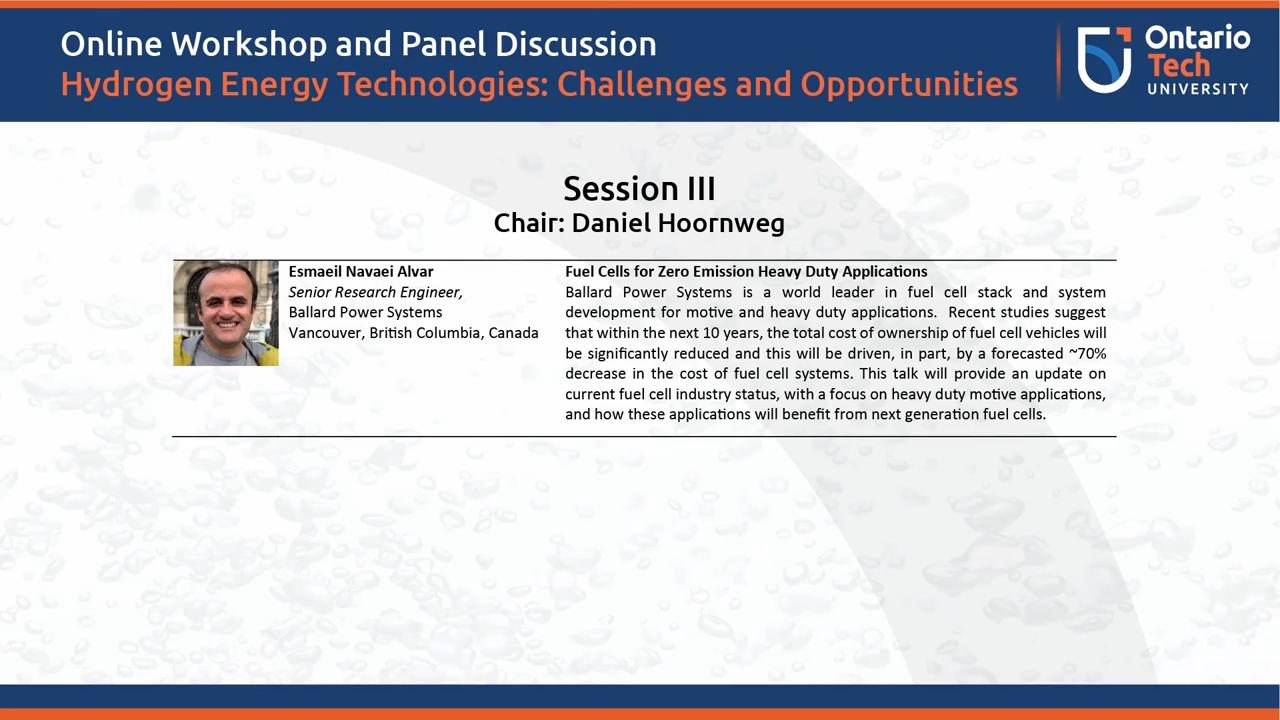 Online Workshop and Panel Discussion
Hydrogen Energy Technologies: Challenges and Opportunities
Ontario
Tech
UNIVERSITY
Session III
Chair: Daniel Hoornweg
Esmaeil Navaei Alvar
Senior Research Engineer,
Ballard Power Systems
Vancouver, British Columbia, Canada
Fuel Cells for Zero Emission Heavy Duty Applications
Ballard Power Systems is a world leader in fuel cell stack and system
development for motive and heavy duty applications. Recent studies suggest
that within the next 10 years, the total cost of ownership of fuel cell vehicles will
be significantly reduced and this will be driven, in part, by a forecasted ~70%
decrease in the cost of fuel cell systems. This talk will provide an update on
current fuel cell industry status, with a focus on heavy duty motive applications,
and how these applications will benefit from next generation fuel cells.